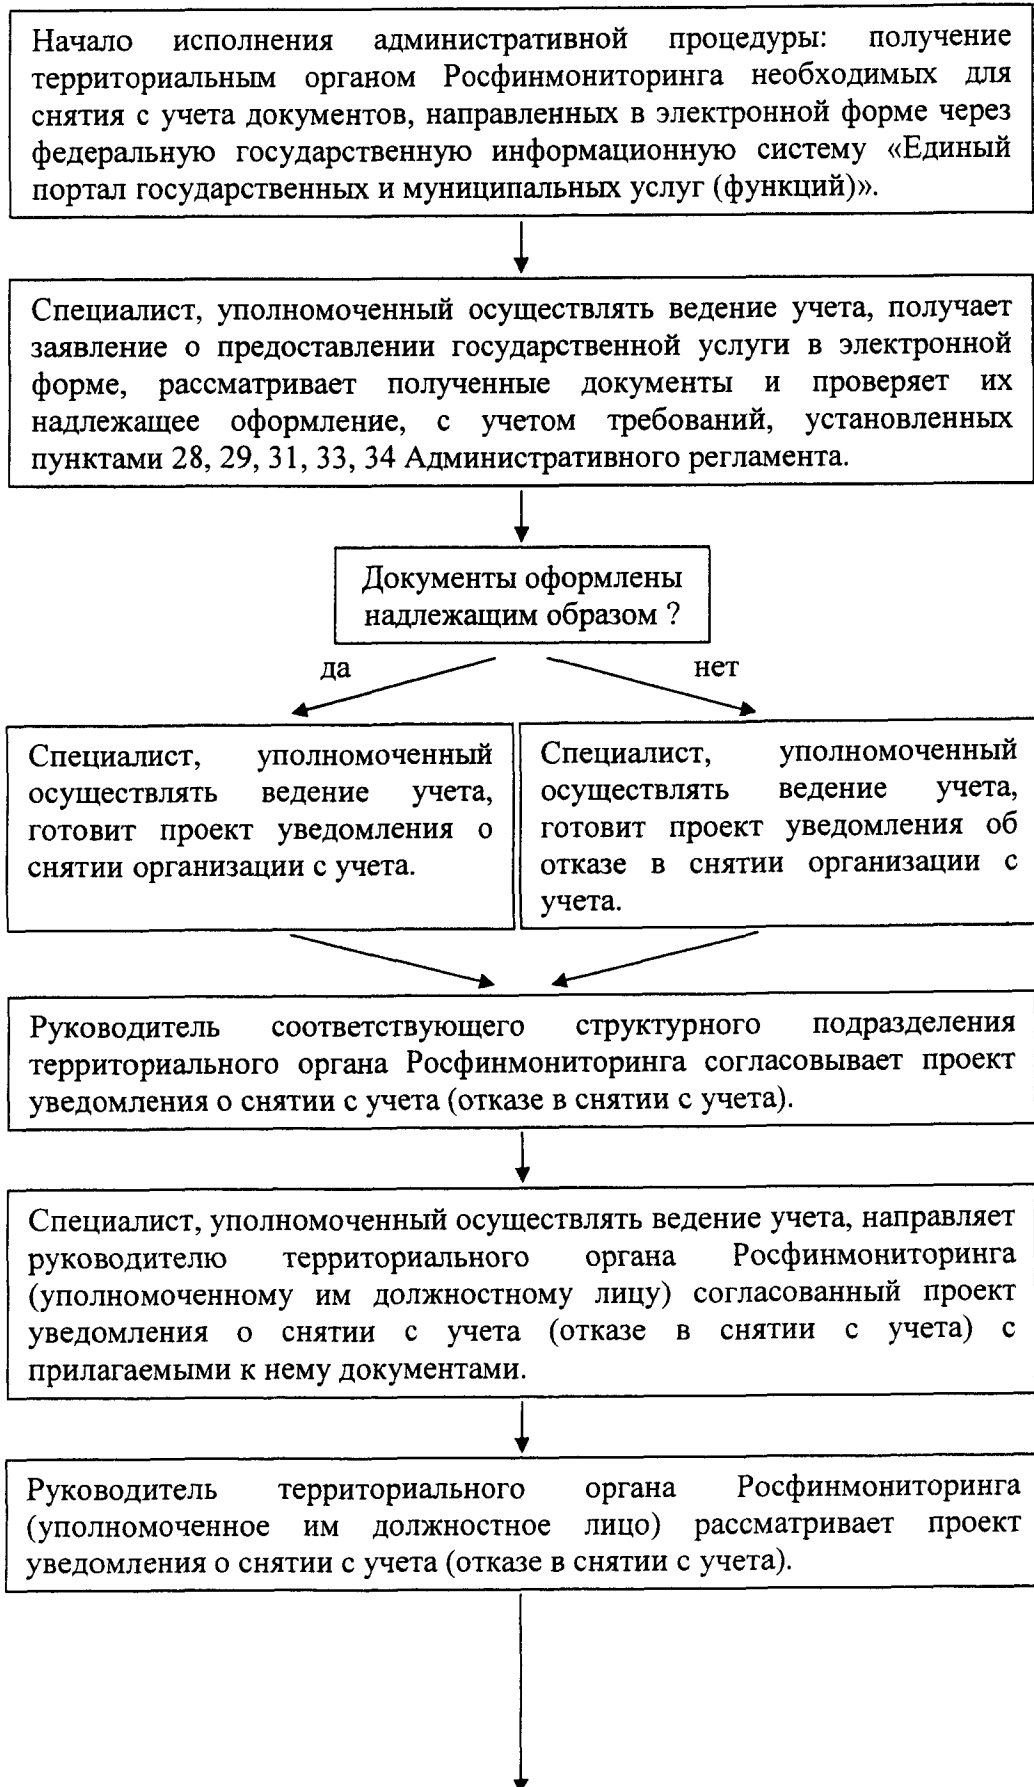 Начало исполнения административной процедуры: получение
территориальным органом Росфинмониторинга необходимых для
снятия с учета документов, направленных в электронной форме через
федеральную государственную информационную систему «Единый
портал государственных и муниципальных услуг (функций)».
Специалист, уполномоченный осуществлять ведение учета, получает
заявление о предоставлении государственной услуги в электронной
форме, рассматривает полученные документы и проверяет их
надлежащее оформление, с учетом требований, установленных
пунктами 28, 29, 31, 33, 34 Административного регламента.
Документы оформлены
надлежащим образом ?
да
нет
Специалист, уполномоченный
осуществлять ведение учета,
готовит проект уведомления о
снятии организации с учета.
Специалист, уполномоченный
осуществлять ведение учета,
готовит проект уведомления об
отказе в снятии организации с
учета.
Руководитель соответствующего структурного подразделения
территориального органа Росфинмониторинга согласовывает проект
уведомления о снятии с учета (отказе в снятии с учета).
Специалист, уполномоченный осуществлять ведение учета, направляет
руководителю территориального органа Росфинмониторинга
(уполномоченному им должностному лицу) согласованный проект
уведомления о снятии с учета (отказе в снятии с учета) с
прилагаемыми к нему документами.
Руководитель территориального органа Росфинмониторинга
(уполномоченное им должностное лицо) рассматривает проект
уведомления о снятии с учета (отказе в снятии с учета).